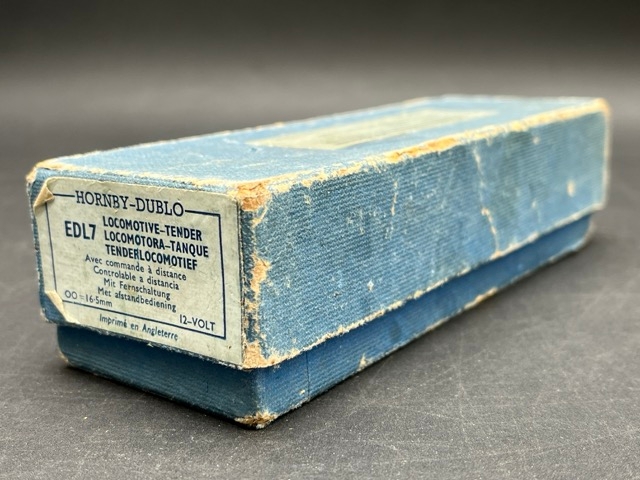 HORNBY-DUBLO
EDL7 LOCOMOTIVE-TENDER
LOCOMOTORA-TANQUE
TENDERLOCOMOTIEF
Avec commande à distance
Controlable a distancia
Mit Fernschaltung
Met afstandbediening
OO = 16·5mm 12-VOLT
Imprimé en Angleterre